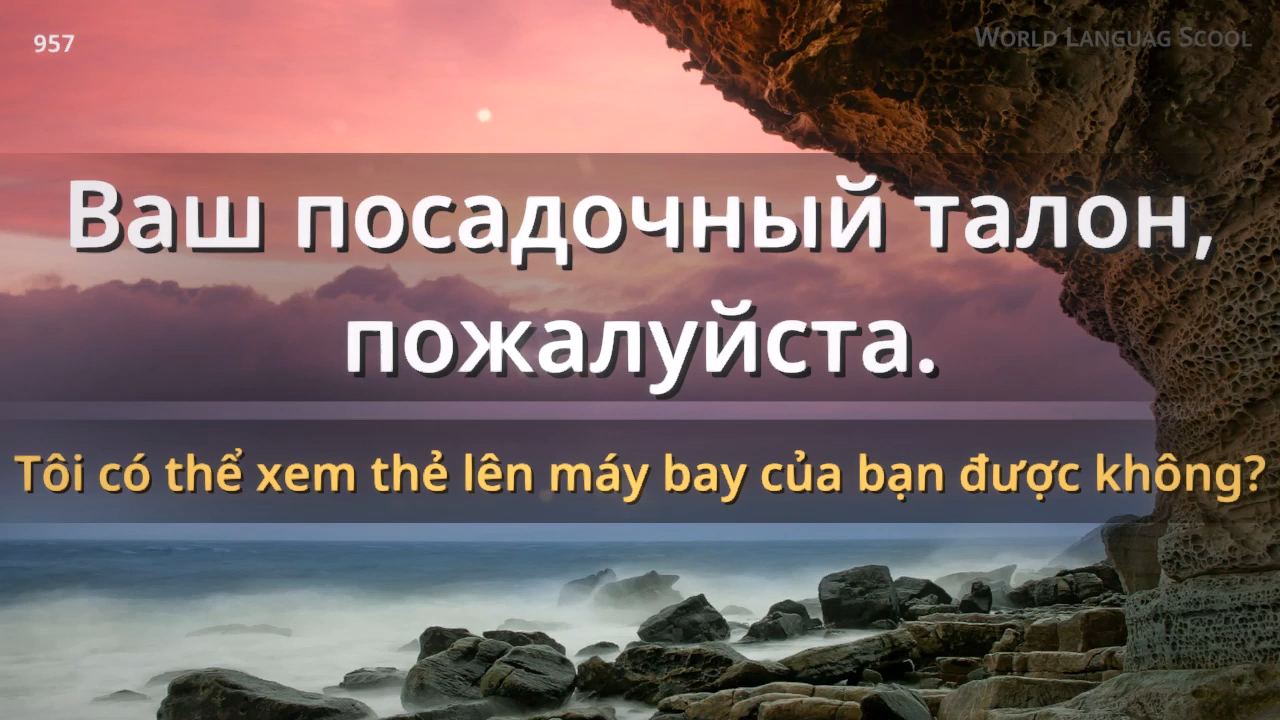 957
World Languag Scool
Ваш посадочный талон,
пожалуйста.
Tôi có thể xem thẻ lên máy bay của bạn được không?